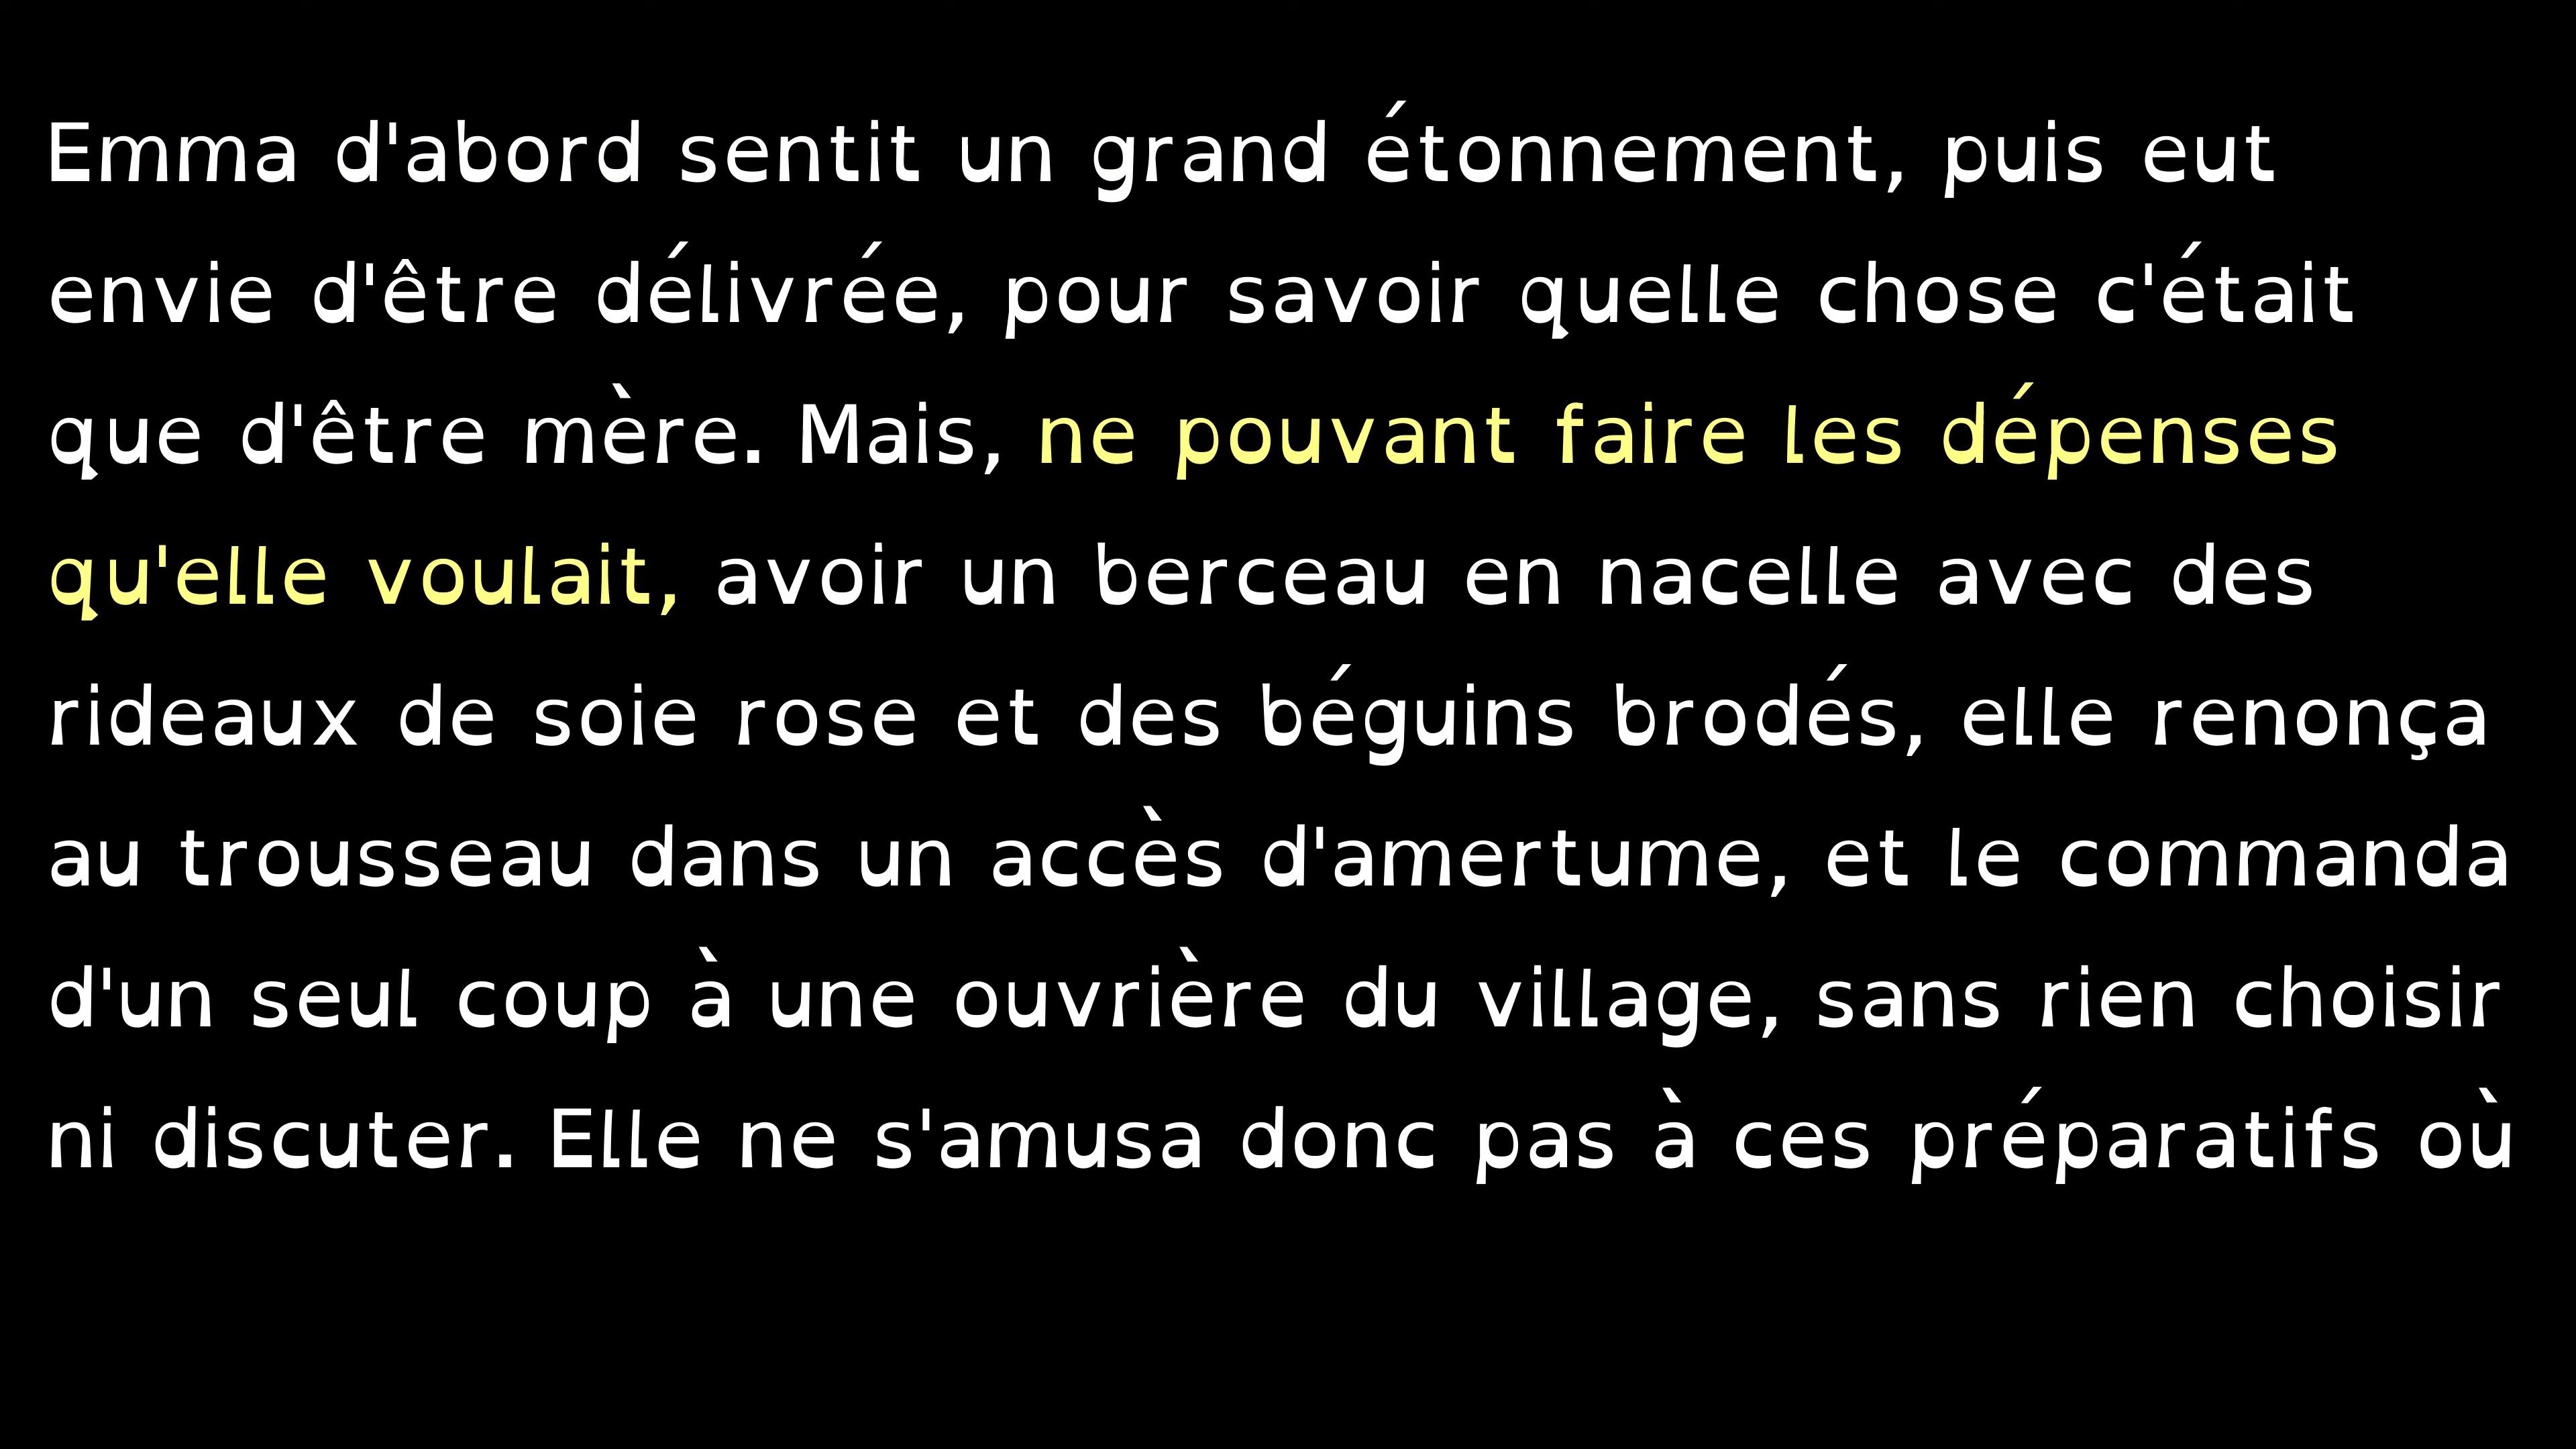 Emma d'abord sentit un grand étonnement, puis eut
envie d'être délivrée, pour savoir quelle chose c'était
que d'être mère. Mais, ne pouvant faire les dépenses
qu'elle voulait, avoir un berceau en nacelle avec des
rideaux de soie rose et des béguins brodés, elle renonça
au trousseau dans un accès d'amertume, et le commanda
d'un seul coup à une ouvrière du village, sans rien choisir
ni discuter. Elle ne s'amusa donc pas à ces préparatifs où